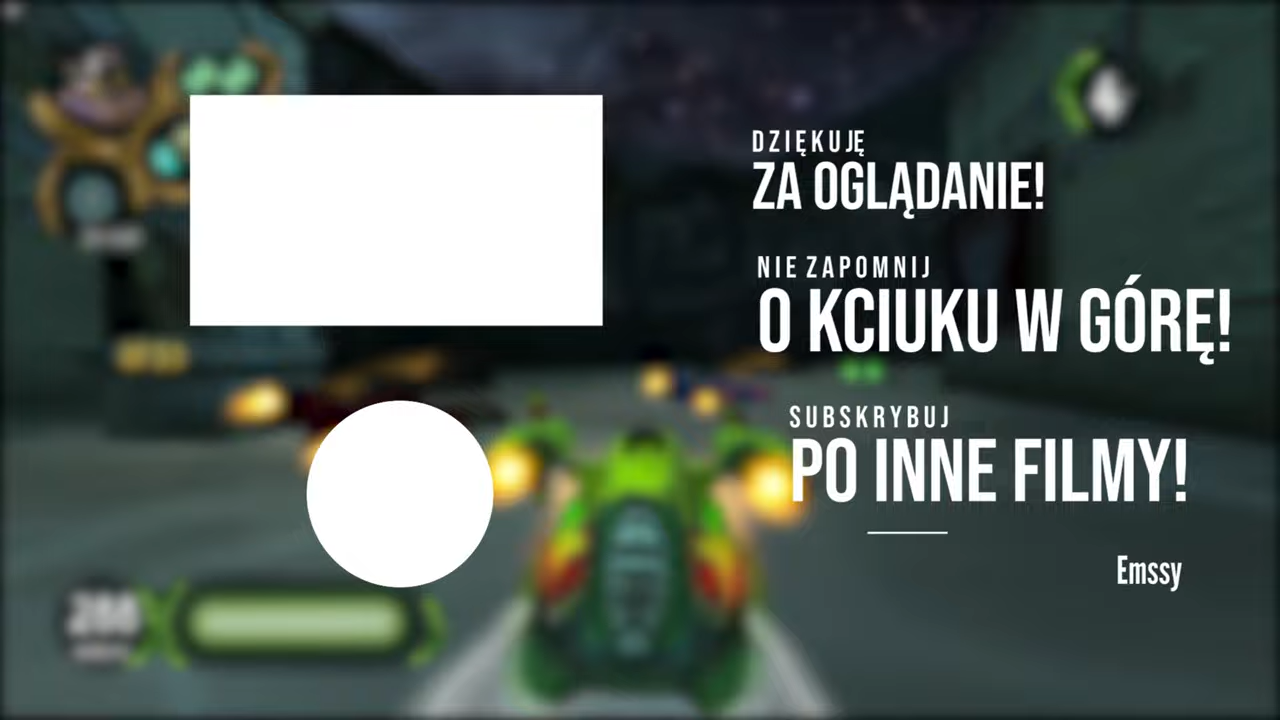 DZIĘKUJĘ
ZA OGLĄDANIE!
NIE ZAPOMNIJ
O KCIUKU W GÓRĘ!
SUBSKRYBUJ
PO INNE FILMY!
Emssy